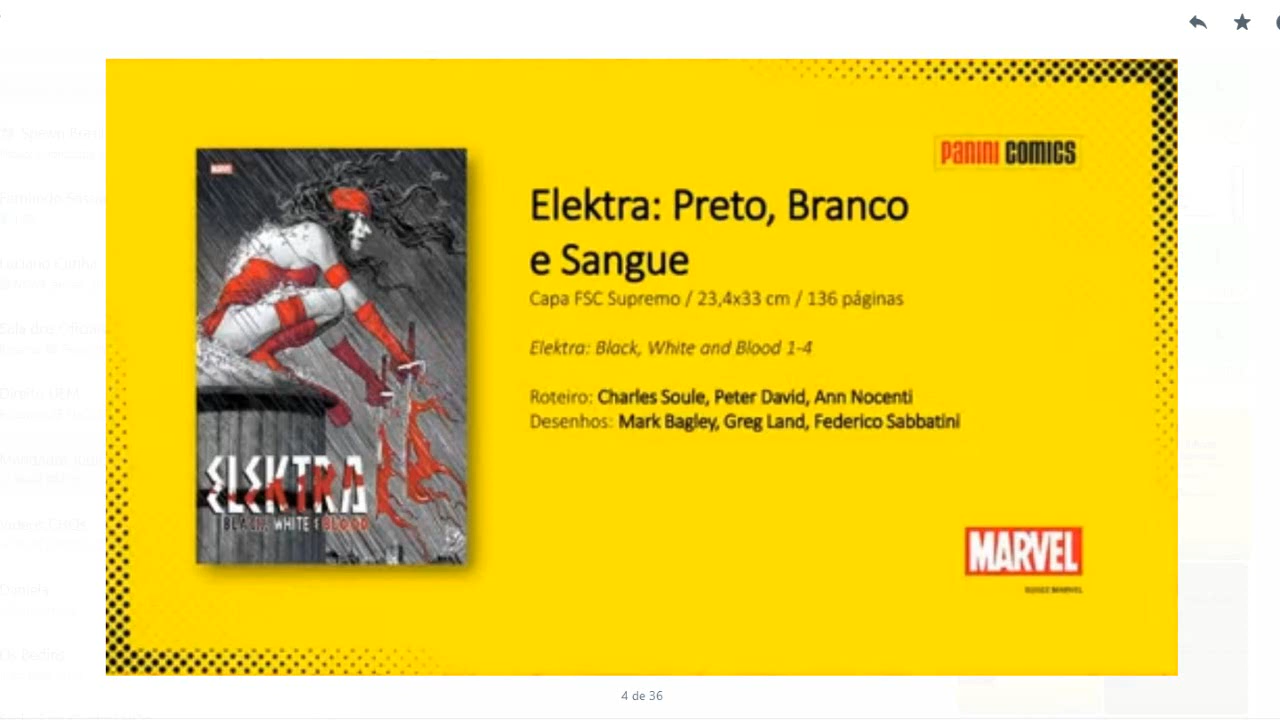 PANINI COMICS
MARVEL
Elektra: Preto, Branco
e Sangue
Capa FSC Supremo / 23,4x33 cm / 136 páginas
Elektra: Black, White and Blood 1-4
Roteiro: Charles Soule, Peter David, Ann Nocenti
Desenhos: Mark Bagley, Greg Land, Federico Sabbatini
ELEKTRA
BLACK, WHITE & BLOOD
MARVEL
4 de 36